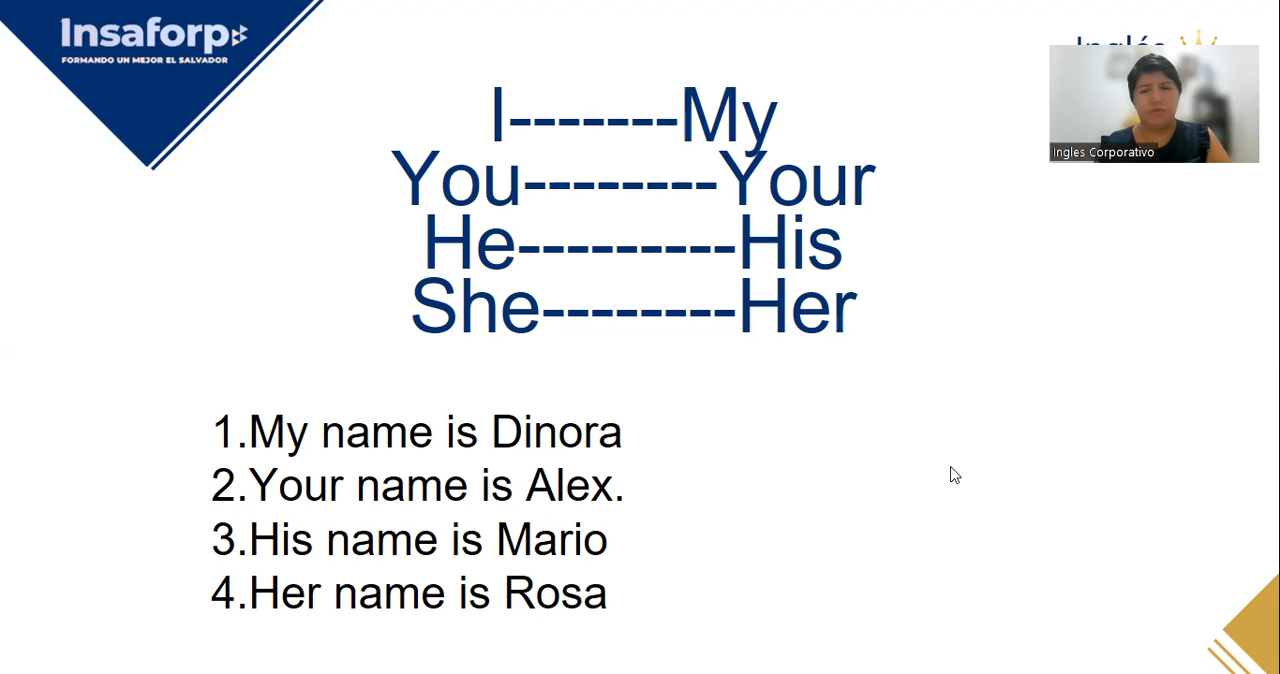 Insaforp
FORMANDO UN MEJOR EL SALVADOR
Inglés
Ingles Corporativo
I-------My
You--------Your
He---------His
She--------Her
1.My name is Dinora
2.Your name is Alex.
3.His name is Mario
4.Her name is Rosa